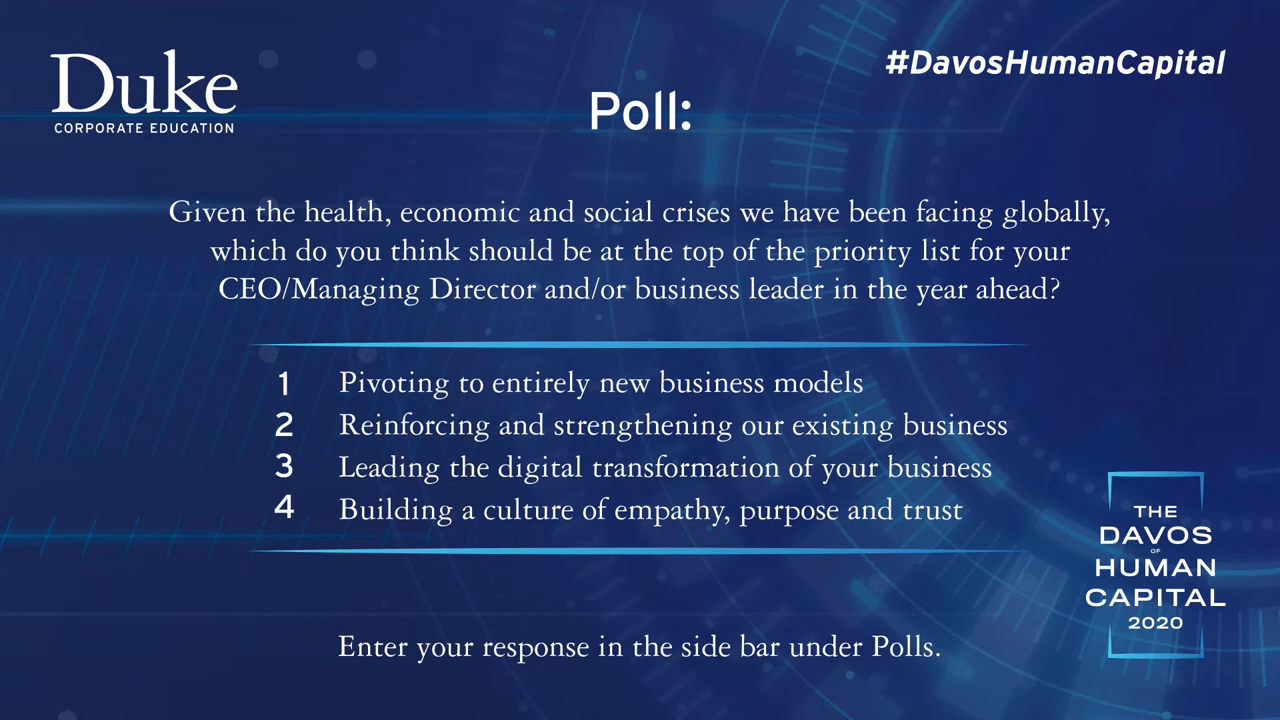 Duke
CORPORATE EDUCATION
#DavosHumanCapital
Poll:
Given the health, economic and social crises we have been facing globally,
which do you think should be at the top of the priority list for your
CEO/Managing Director and/or business leader in the year ahead?
1 Pivoting to entirely new business models
2 Reinforcing and strengthening our existing business
3 Leading the digital transformation of your business
4 Building a culture of empathy, purpose and trust
THE
DAVOS
OF
HUMAN
CAPITAL
2020
Enter your response in the side bar under Polls.